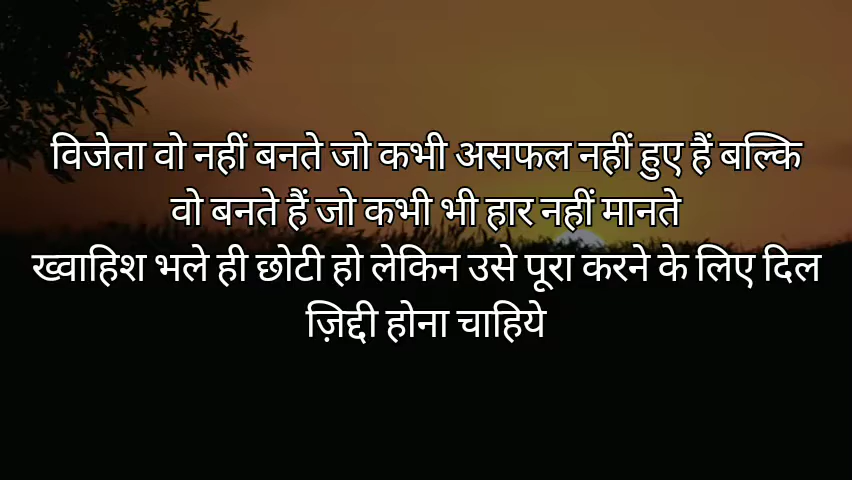 विजेता वो नहीं बनते जो कभी असफल नहीं हुए हैं बल्कि
वो बनते हैं जो कभी भी हार नहीं मानते
ख्वाहिश भले ही छोटी हो लेकिन उसे पूरा करने के लिए दिल
ज़िद्दी होना चाहिये